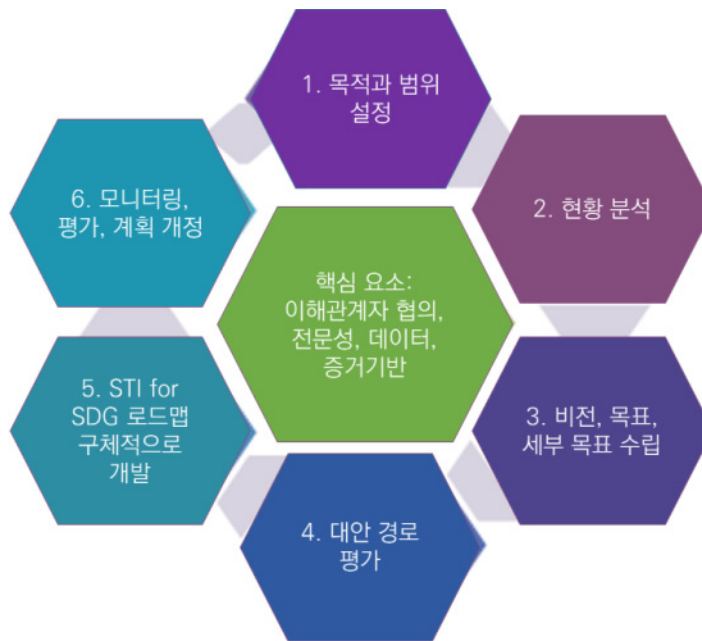 1. 목적과 범위
설정
2. 현황 분석
3. 비전, 목표,
세부 목표 수립
4. 대안 경로
평가
5. STI for
SDG 로드맵
구체적으로
개발
6. 모니터링,
평가, 계획 개정
핵심 요소:
이해관계자 협의,
전문성, 데이터,
증거기반